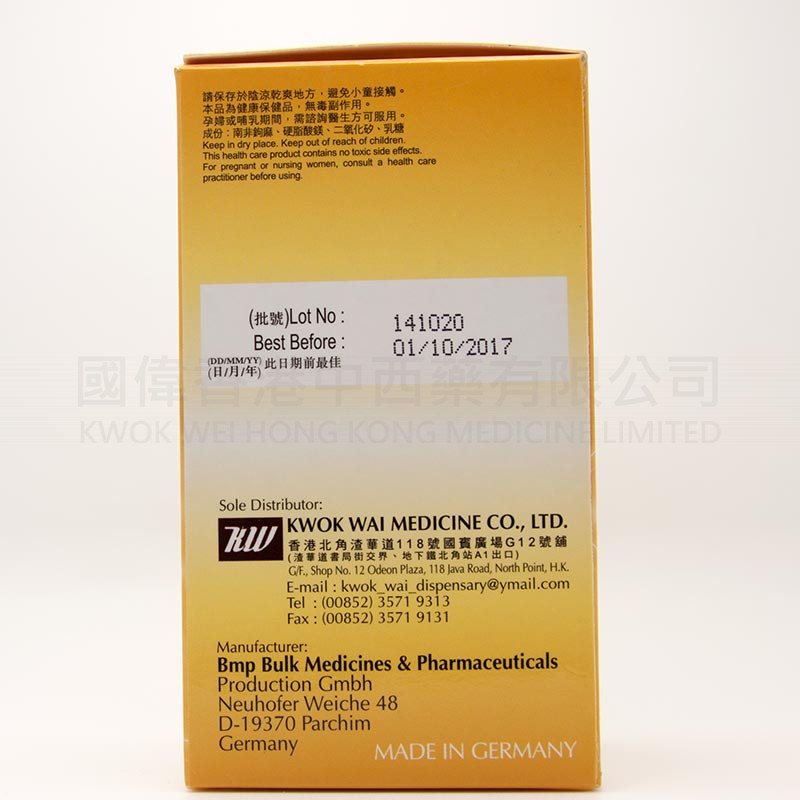 請保存於陰涼乾爽地方，避免小童接觸。
本品為健康保健品，無毒副作用。
孕婦或哺乳期間，需諮詢醫生方可服用。
成份：南非鉤麻、硬脂酸鎂、二氧化矽、乳糖
Keep in dry place. Keep out of reach of children.
This health care product contains no toxic side effects.
For pregnant or nursing women, consult a health care
practitioner before using.
(批號)Lot No : 141020
Best Before : 01/10/2017
(DD/MM/YY)
(日/月/年) 此日期前最佳
國偉香港中西藥有限公司
KWOK WEI HONG KONG MEDICINE LIMITED
Sole Distributor:
KW KWOK WAI MEDICINE CO., LTD.
香港北角渣華道118號國賓廣場G12號舖
(渣華道書局街交界、地下鐵北角站A1出口)
G/F., Shop No. 12 Odeon Plaza, 118 Java Road, North Point, H.K.
E-mail : kwok_wai_dispensary@ymail.com
Tel : (00852) 3571 9313
Fax : (00852) 3571 9131
Manufacturer:
Bmp Bulk Medicines & Pharmaceuticals
Production Gmbh
Neuhofer Weiche 48
D-19370 Parchim
Germany
MADE IN GERMANY